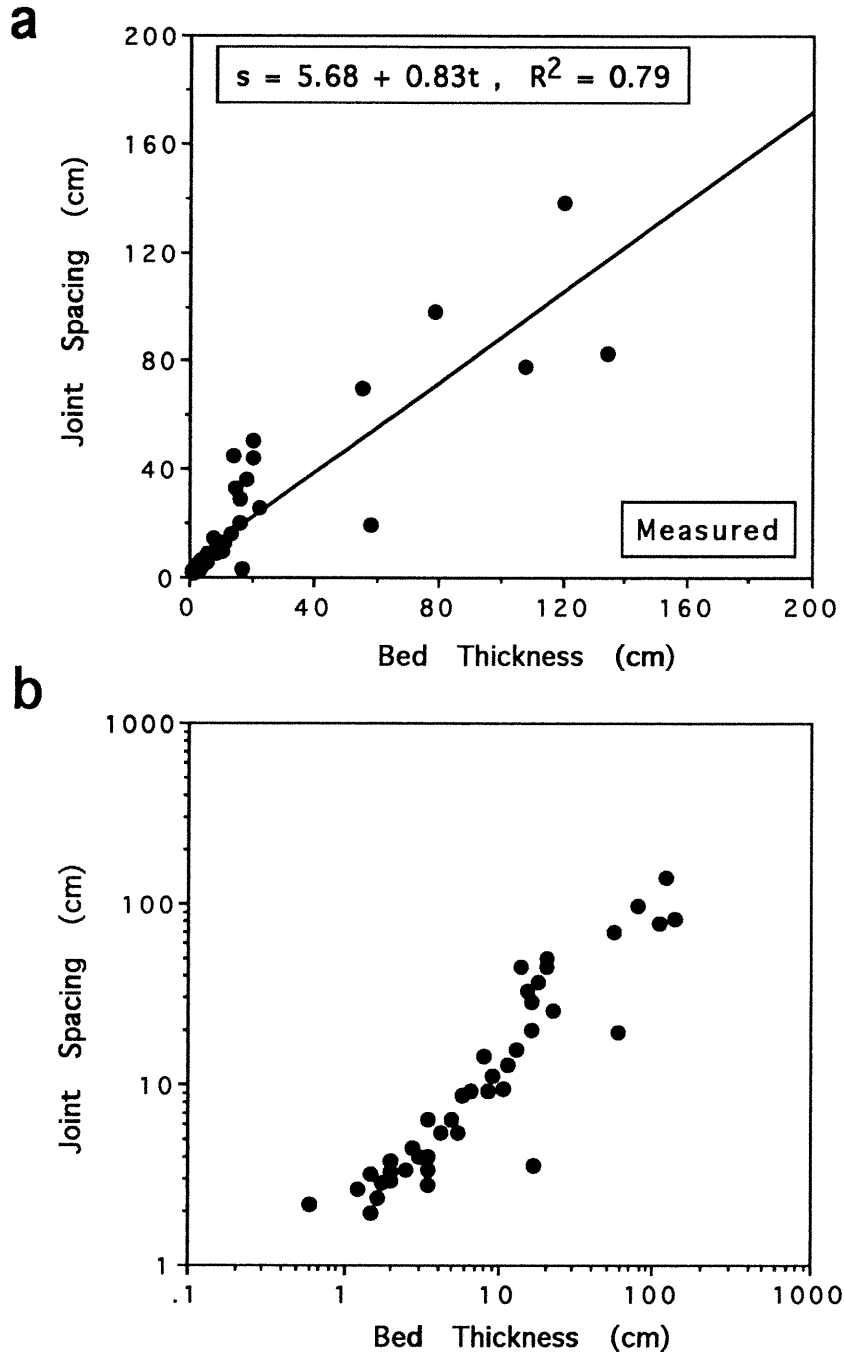 a
200
s = 5.68 + 0.83t , R² = 0.79
160
120
80
40
0
Joint Spacing (cm)
Measured
0 40 80 120 160 200
Bed Thickness (cm)
b
1000
100
10
1
Joint Spacing (cm)
.1 1 10 100 1000
Bed Thickness (cm)